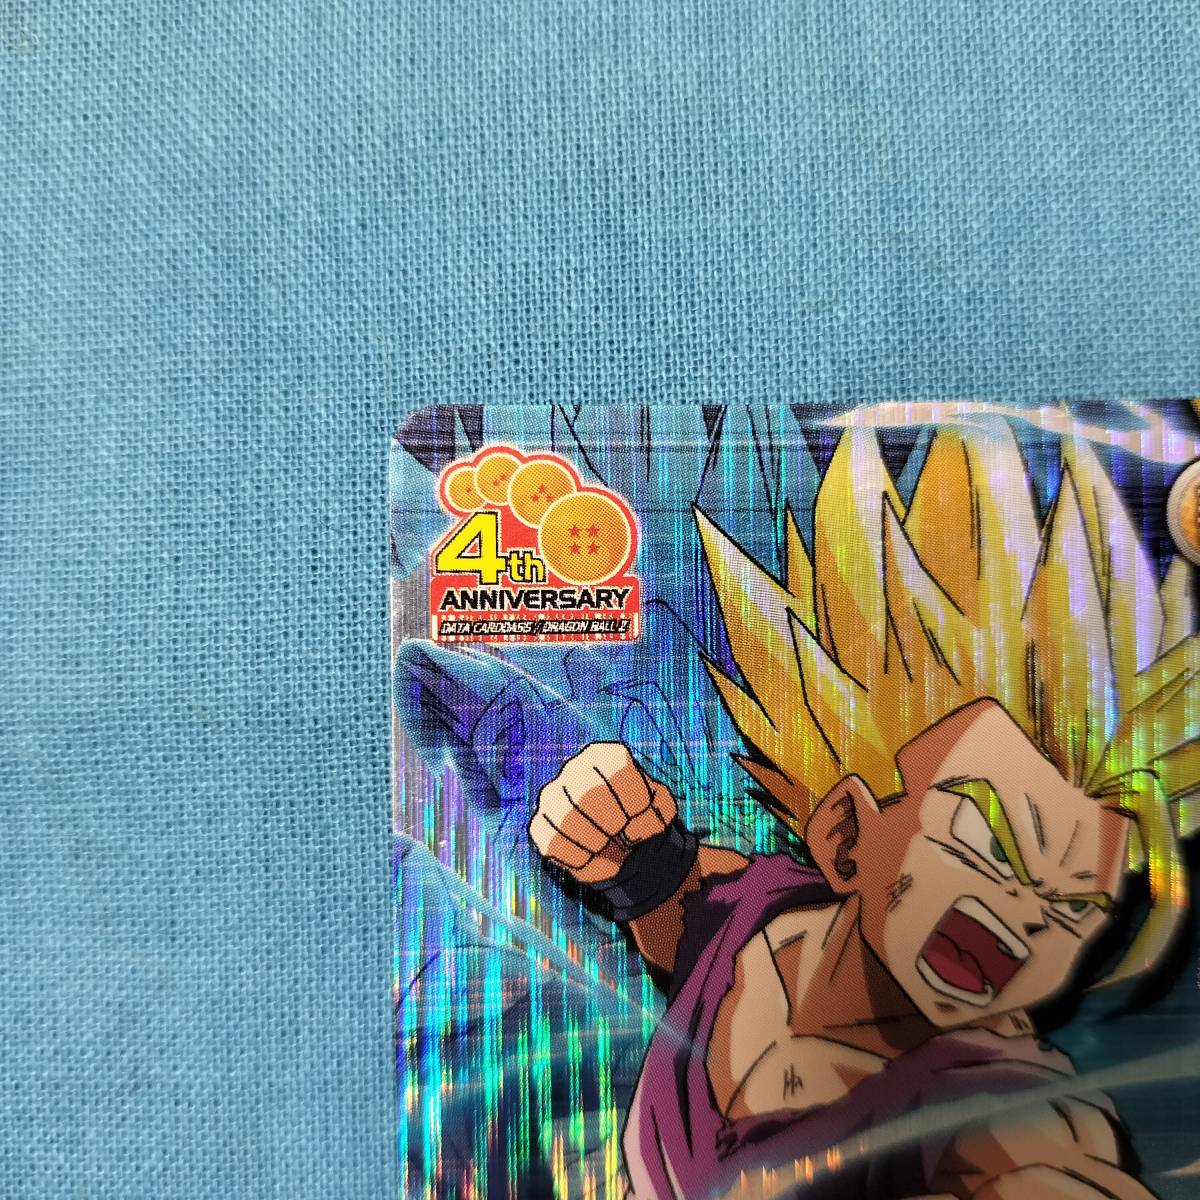 4th
ANNIVERSARY
DATA CARDDASS / DRAGON BALL Z